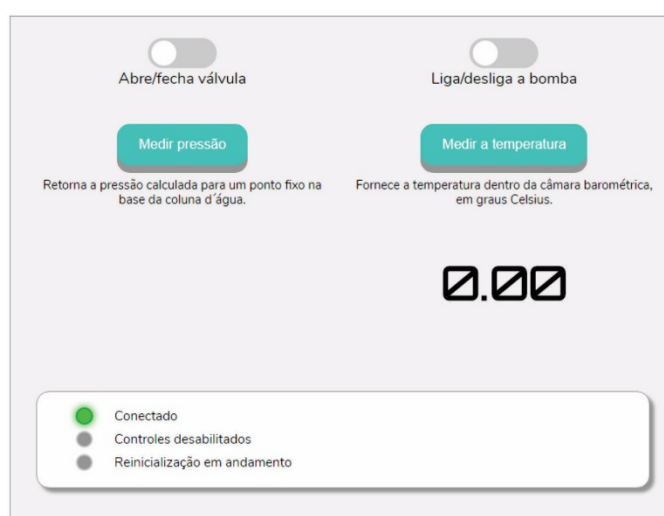 Abre/fecha válvula
Liga/desliga a bomba
Medir pressão
Medir a temperatura
Retorna a pressão calculada para um ponto fixo na
base da coluna d´água.
Fornece a temperatura dentro da câmara barométrica,
em graus Celsius.
0.00
Conectado
Controles desabilitados
Reinicialização em andamento